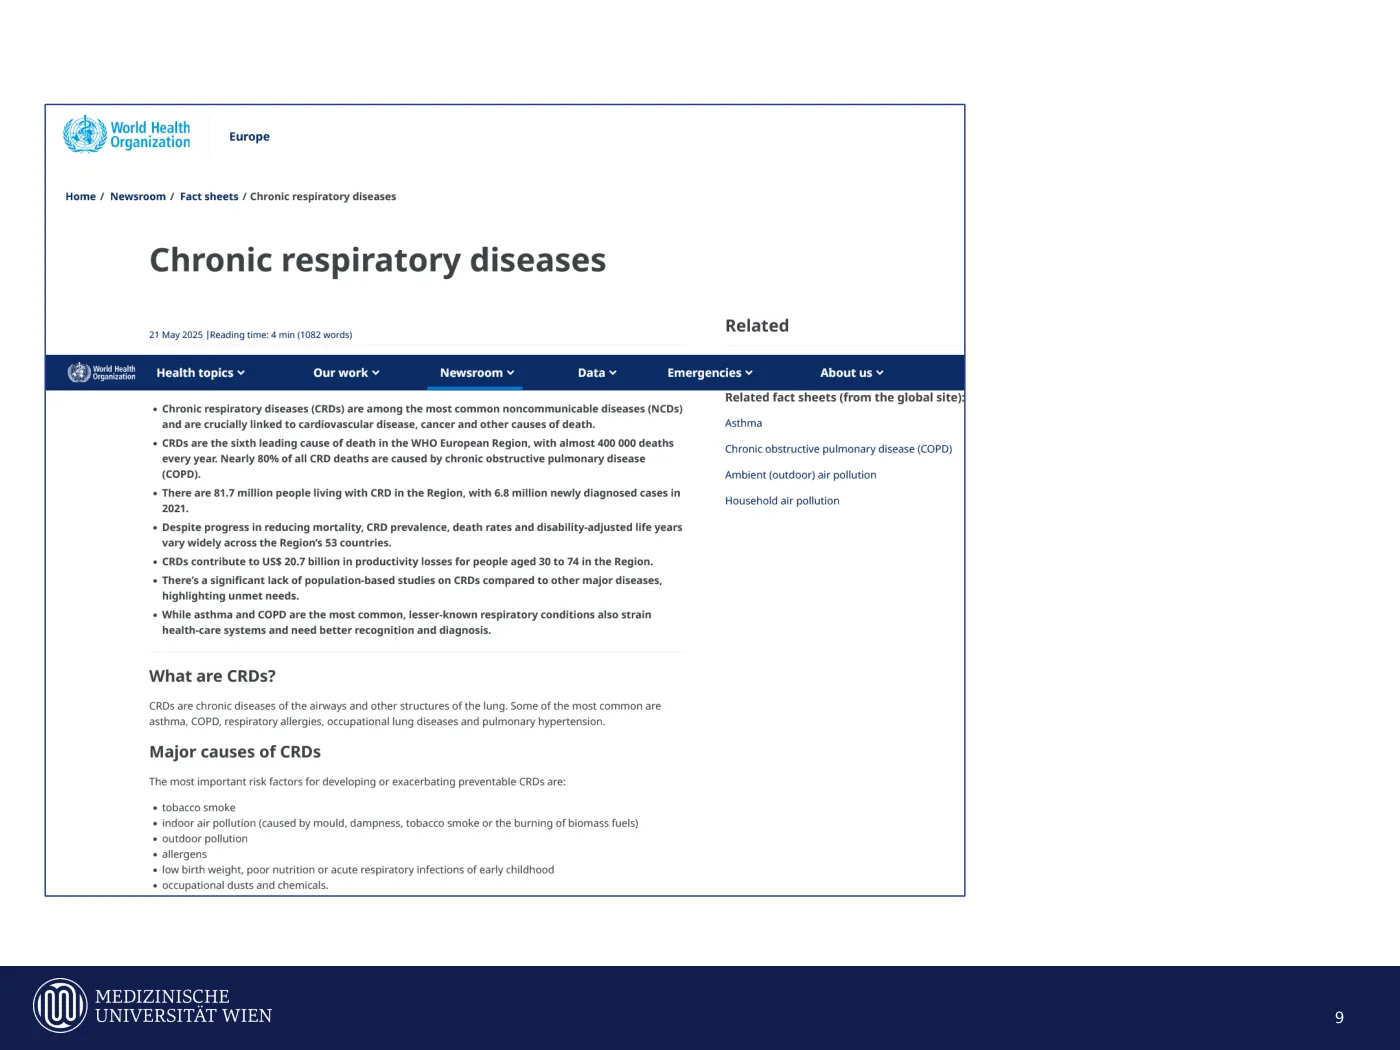 World Health
Organization
Europe
Home / Newsroom / Fact sheets / Chronic respiratory diseases
Chronic respiratory diseases
21 May 2025 |Reading time: 4 min (1082 words)
Related
World Health
Organization
Health topics
Our work
Newsroom
Data
Emergencies
About us
• Chronic respiratory diseases (CRDs) are among the most common noncommunicable diseases (NCDs)
and are crucially linked to cardiovascular disease, cancer and other causes of death.
• CRDs are the sixth leading cause of death in the WHO European Region, with almost 400 000 deaths
every year. Nearly 80% of all CRD deaths are caused by chronic obstructive pulmonary disease
(COPD).
• There are 81.7 million people living with CRD in the Region, with 6.8 million newly diagnosed cases in
2021.
• Despite progress in reducing mortality, CRD prevalence, death rates and disability-adjusted life years
vary widely across the Region's 53 countries.
• CRDs contribute to US$ 20.7 billion in productivity losses for people aged 30 to 74 in the Region.
• There's a significant lack of population-based studies on CRDs compared to other major diseases,
highlighting unmet needs.
• While asthma and COPD are the most common, lesser-known respiratory conditions also strain
health-care systems and need better recognition and diagnosis.
Related fact sheets (from the global site):
Asthma
Chronic obstructive pulmonary disease (COPD)
Ambient (outdoor) air pollution
Household air pollution
What are CRDs?
CRDs are chronic diseases of the airways and other structures of the lung. Some of the most common are
asthma, COPD, respiratory allergies, occupational lung diseases and pulmonary hypertension.
Major causes of CRDs
The most important risk factors for developing or exacerbating preventable CRDs are:
• tobacco smoke
• indoor air pollution (caused by mould, dampness, tobacco smoke or the burning of biomass fuels)
• outdoor pollution
• allergens
• low birth weight, poor nutrition or acute respiratory infections of early childhood
• occupational dusts and chemicals.
MEDIZINISCHE
UNIVERSITÄT WIEN
9